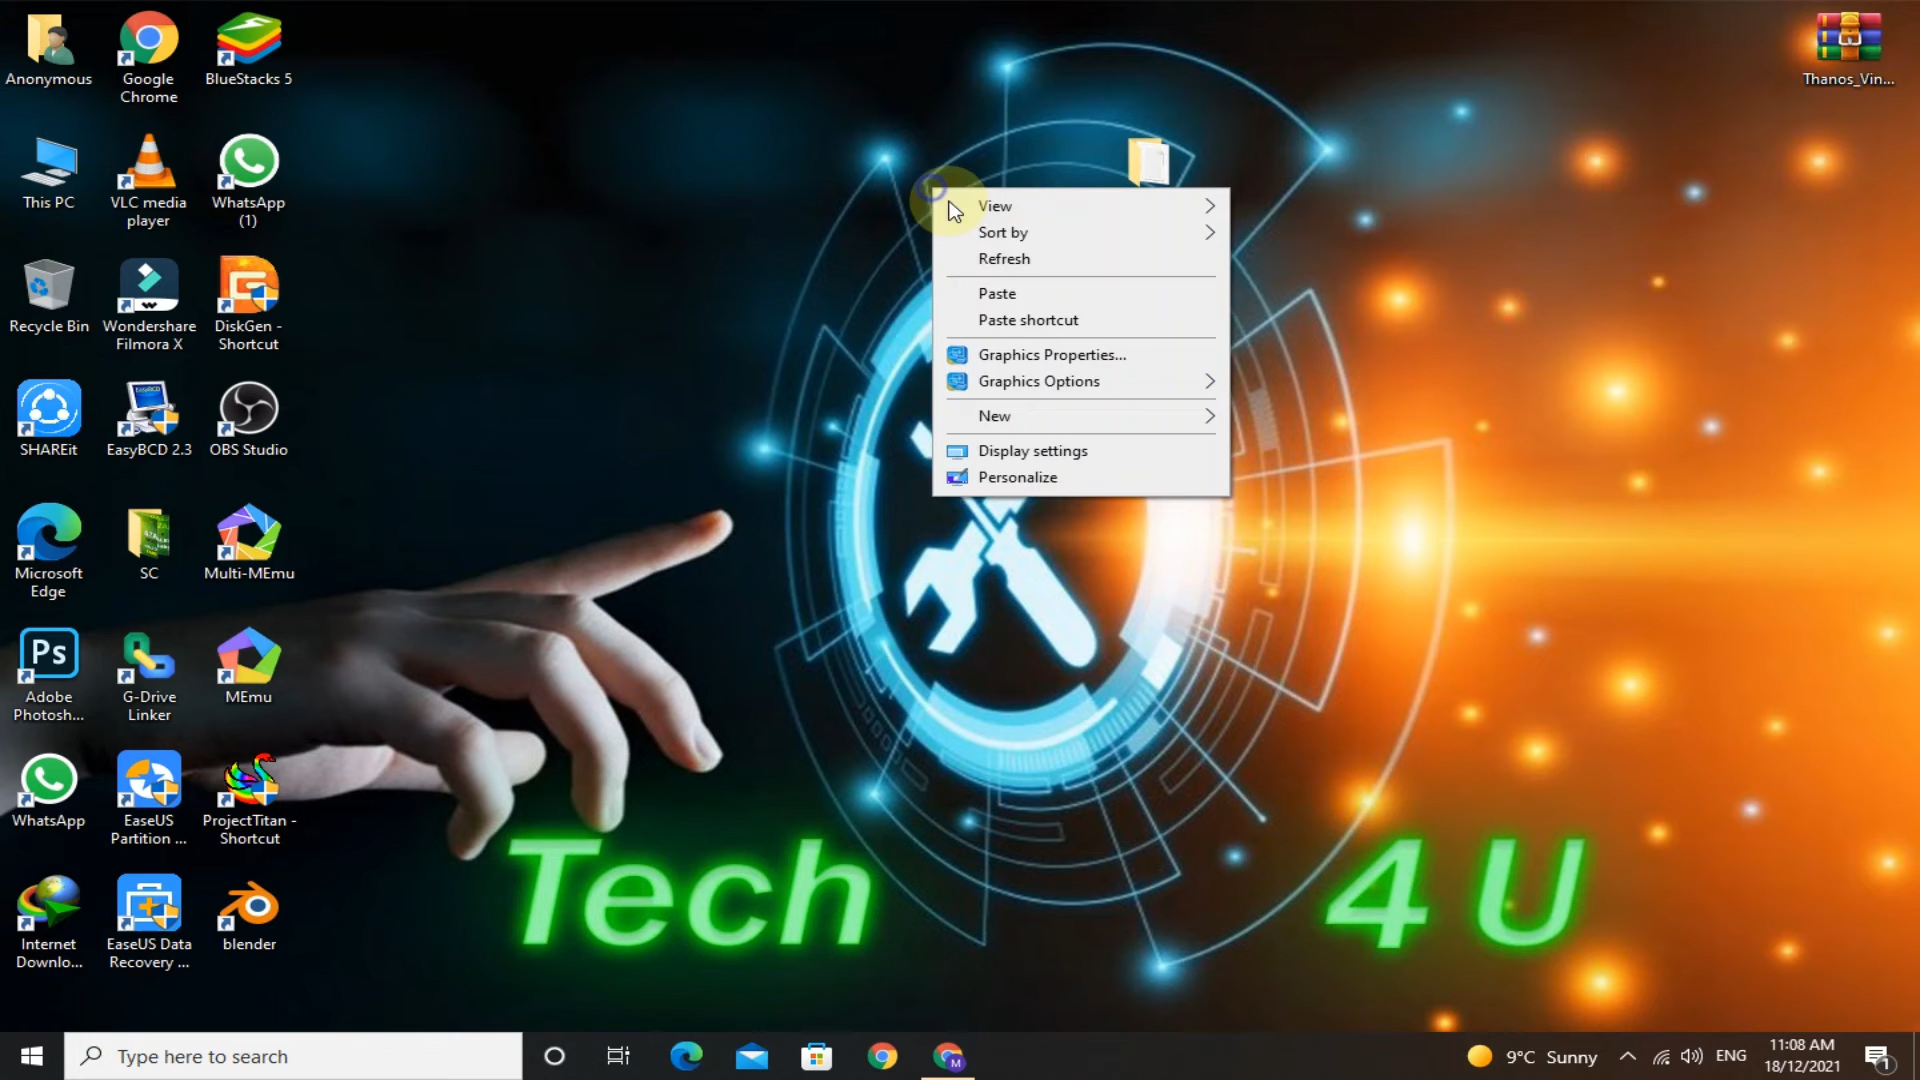 Anonymous
Google
Chrome
BlueStacks 5
Thanos_Vin...
This PC
VLC media
player
WhatsApp
(1)
Recycle Bin
Wondershare
Filmora X
DiskGen -
Shortcut
SHAREit
EasyBCD 2.3
OBS Studio
Microsoft
Edge
SC
Multi-MEmu
Ps
Adobe
Photosh...
G-Drive
Linker
MEmu
WhatsApp
EaseUS
Partition ...
ProjectTitan -
Shortcut
Internet
Downlo...
EaseUS Data
Recovery ...
blender
View
Sort by
Refresh
Paste
Paste shortcut
Graphics Properties...
Graphics Options
New
Display settings
Personalize
Tech 4 U
Type here to search
M
9°C Sunny
ENG
11:08 AM
18/12/2021
1